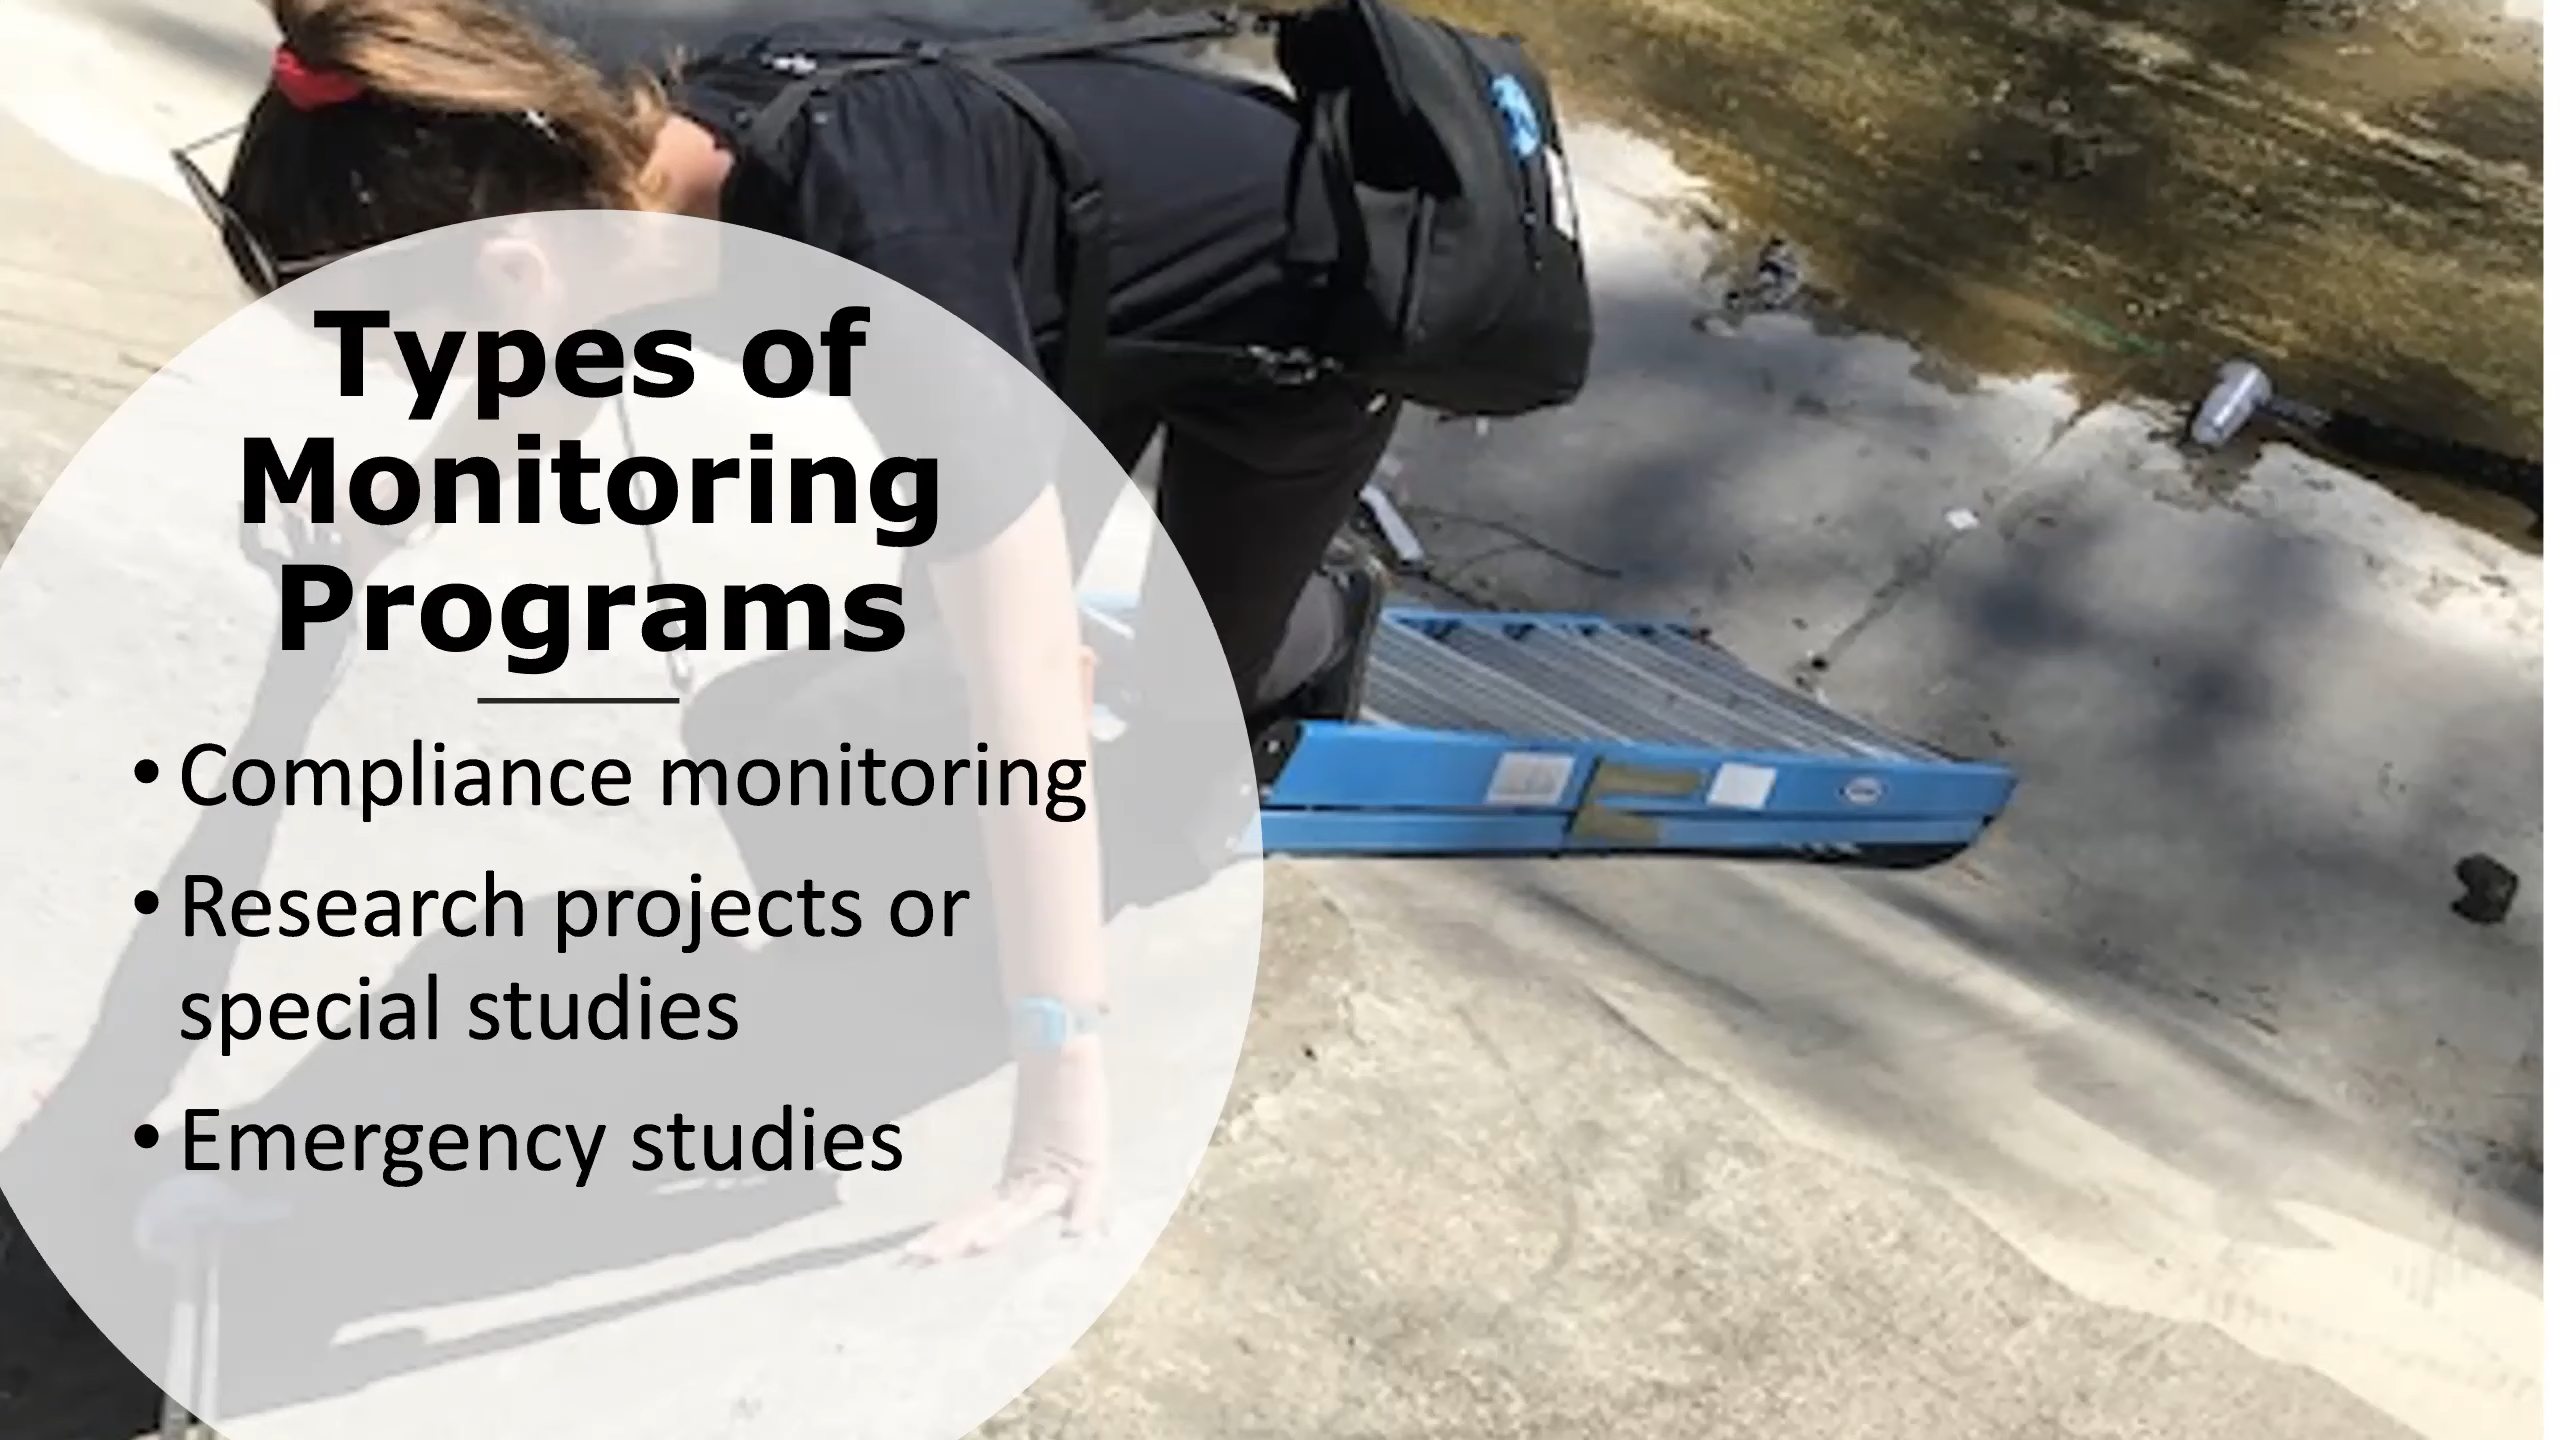 Types of
Monitoring
Programs
• Compliance monitoring
• Research projects or
special studies
• Emergency studies